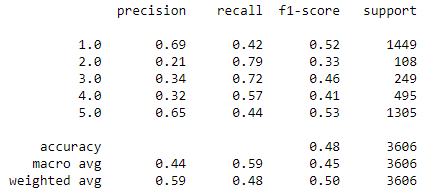 precision recall f1-score support
1.0 0.69 0.42 0.52 1449
2.0 0.21 0.79 0.33 108
3.0 0.34 0.72 0.46 249
4.0 0.32 0.57 0.41 495
5.0 0.65 0.44 0.53 1305
accuracy 0.48 3606
macro avg 0.44 0.59 0.45 3606
weighted avg 0.59 0.48 0.50 3606